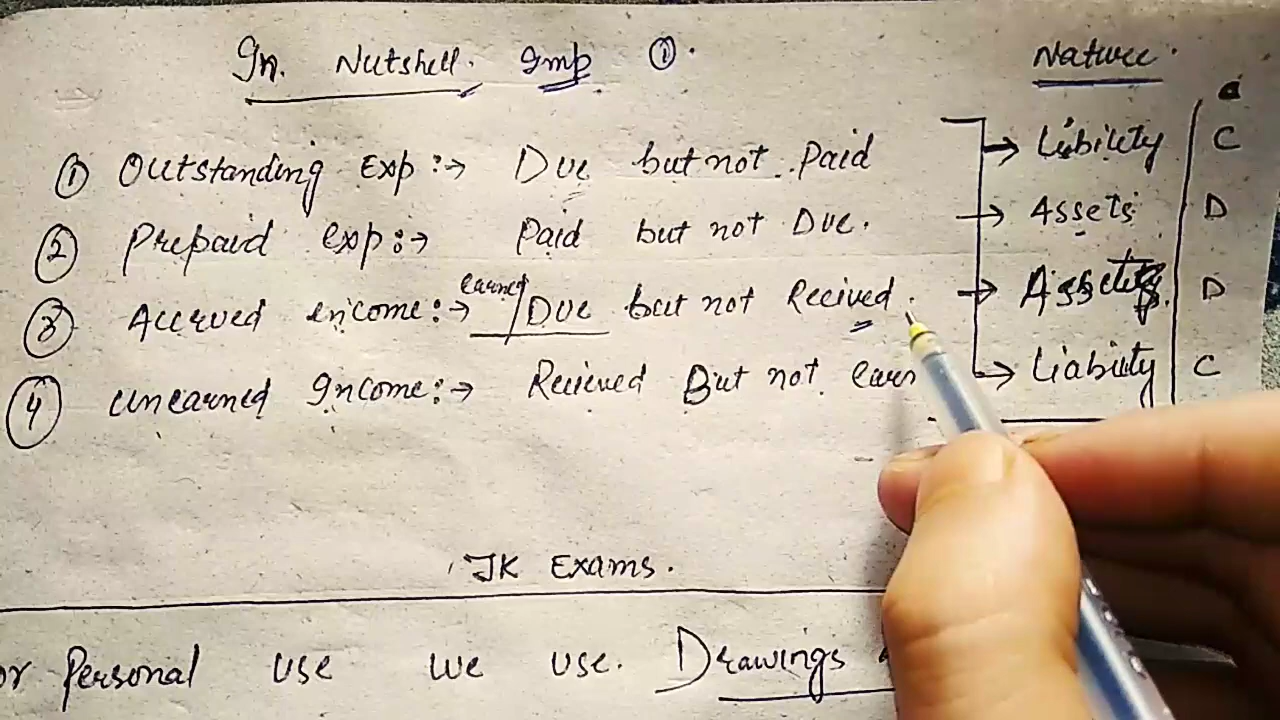 In. Nutshell. Imp ①. Nature.
① Outstanding Exp :→ Due but not Paid → Liability C
② Prepaid exp :→ Paid but not Due. → Assets D
③ Accrued income :→ earned / Due but not Recived. → Assets D
④ unearned Income :→ Recieved But not earn → Liability C
JK Exams.
or Personal use we use. Drawings